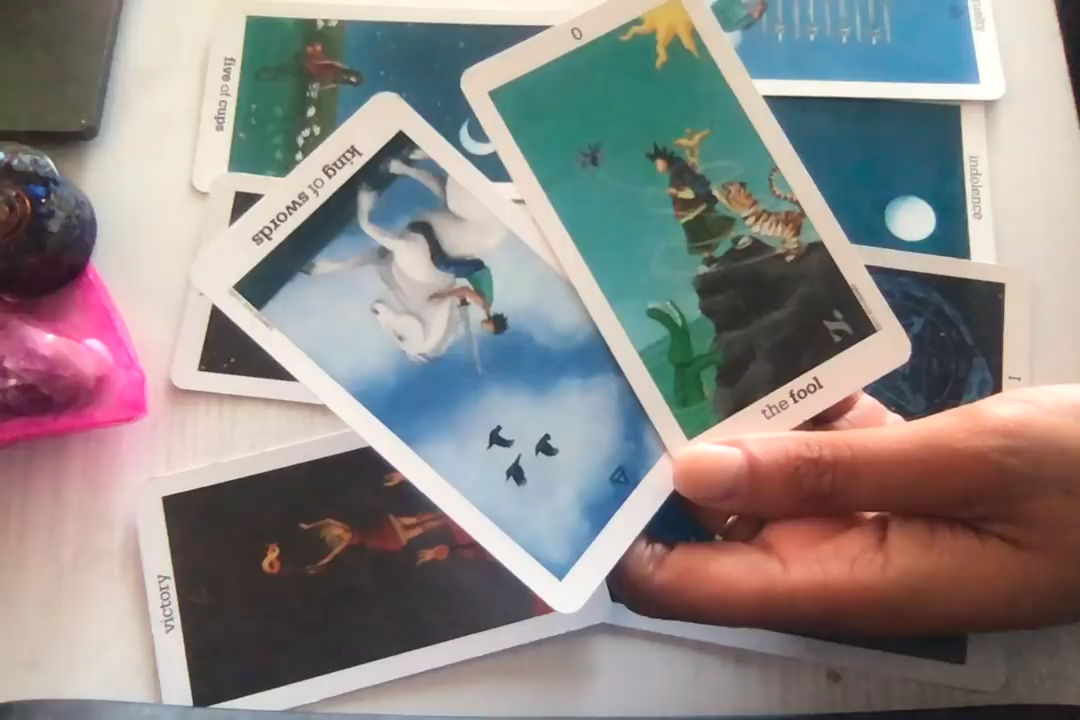 five of cups
0
indolence
king of swords
the fool
I
victory